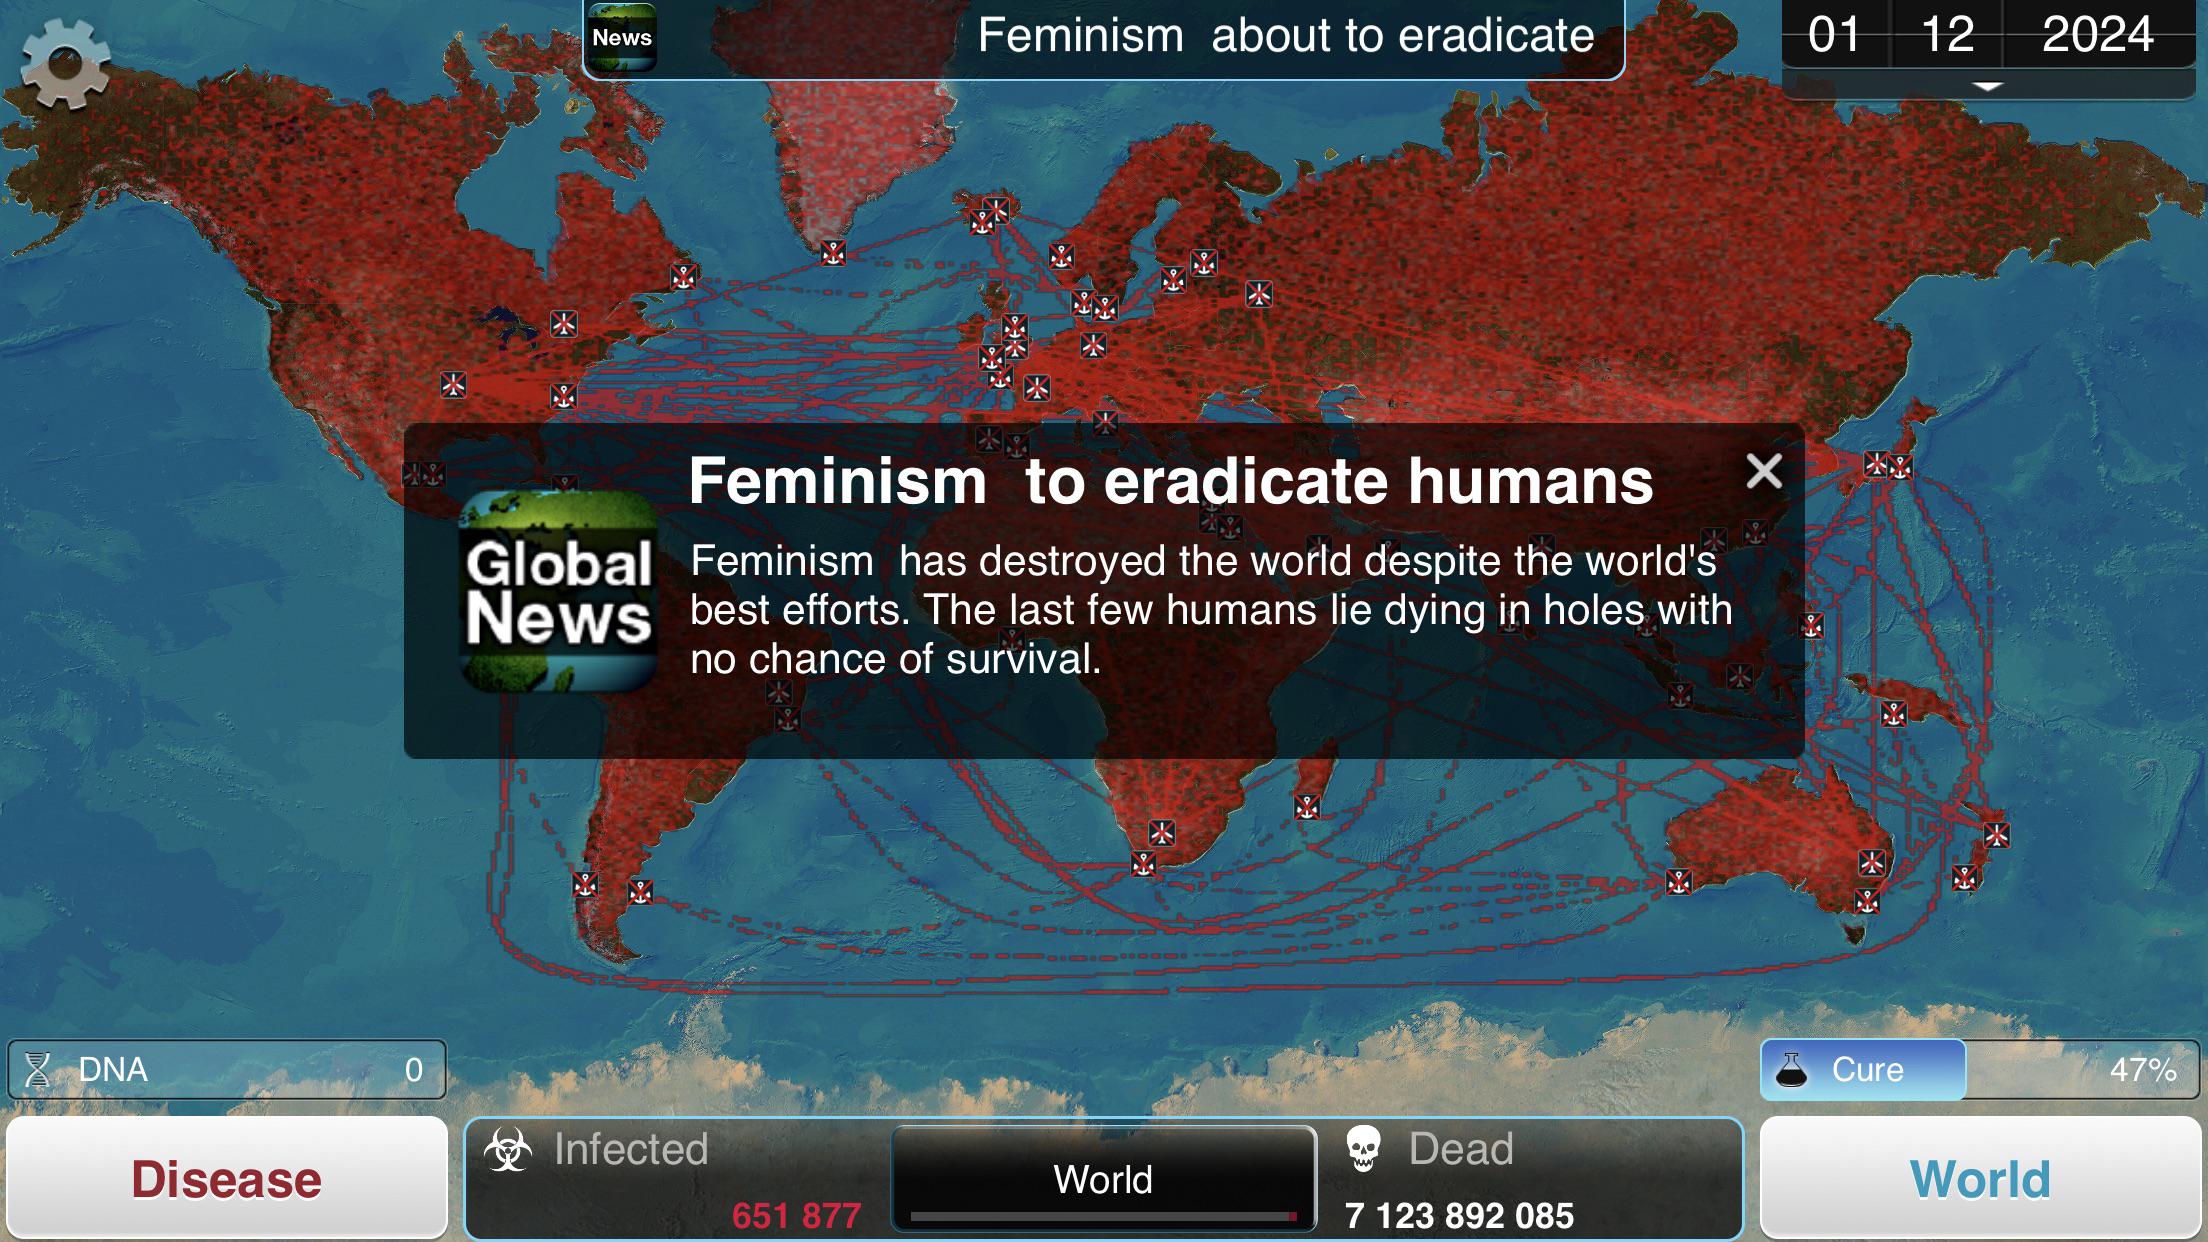 News
Feminism  about to eradicate
01 12 2024
Feminism  to eradicate humans
Global
News
Feminism  has destroyed the world despite the world's
best efforts. The last few humans lie dying in holes with
no chance of survival.
DNA 0
Cure 47%
Disease
Infected
651 877
World
Dead
7 123 892 085
World